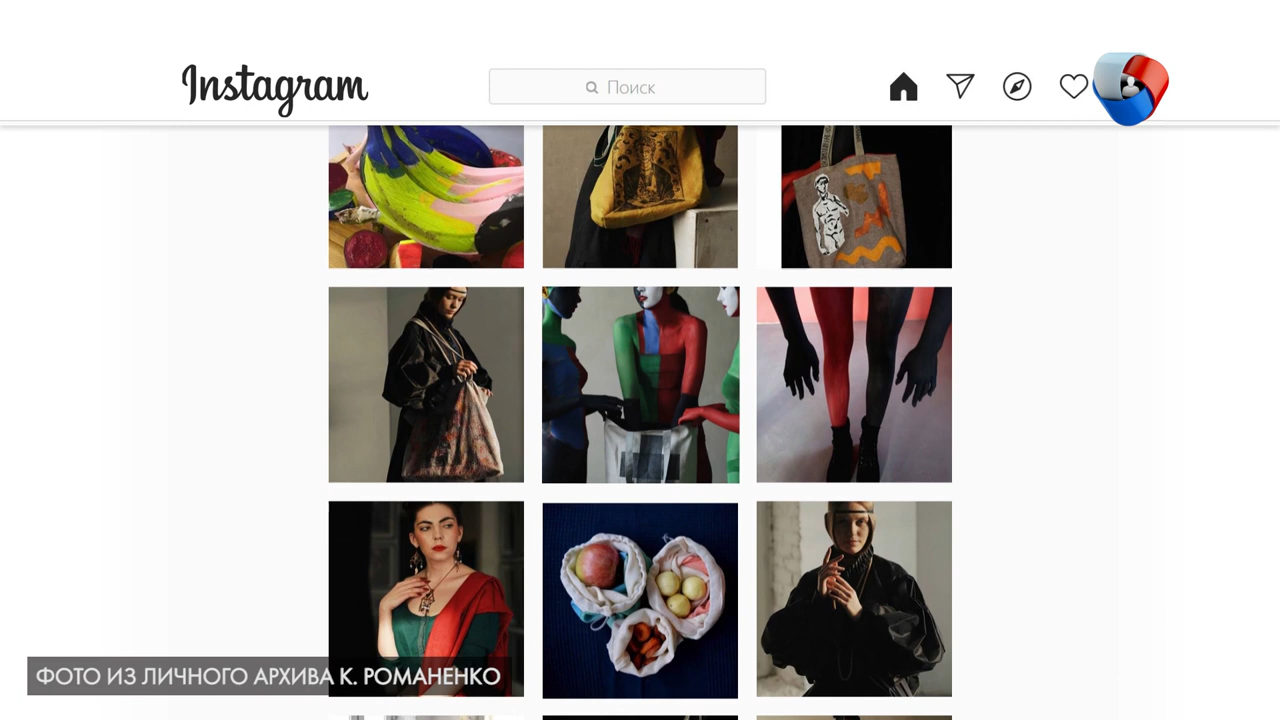 Instagram
Поиск
ФОТО ИЗ ЛИЧНОГО АРХИВА К. РОМАНЕНКО